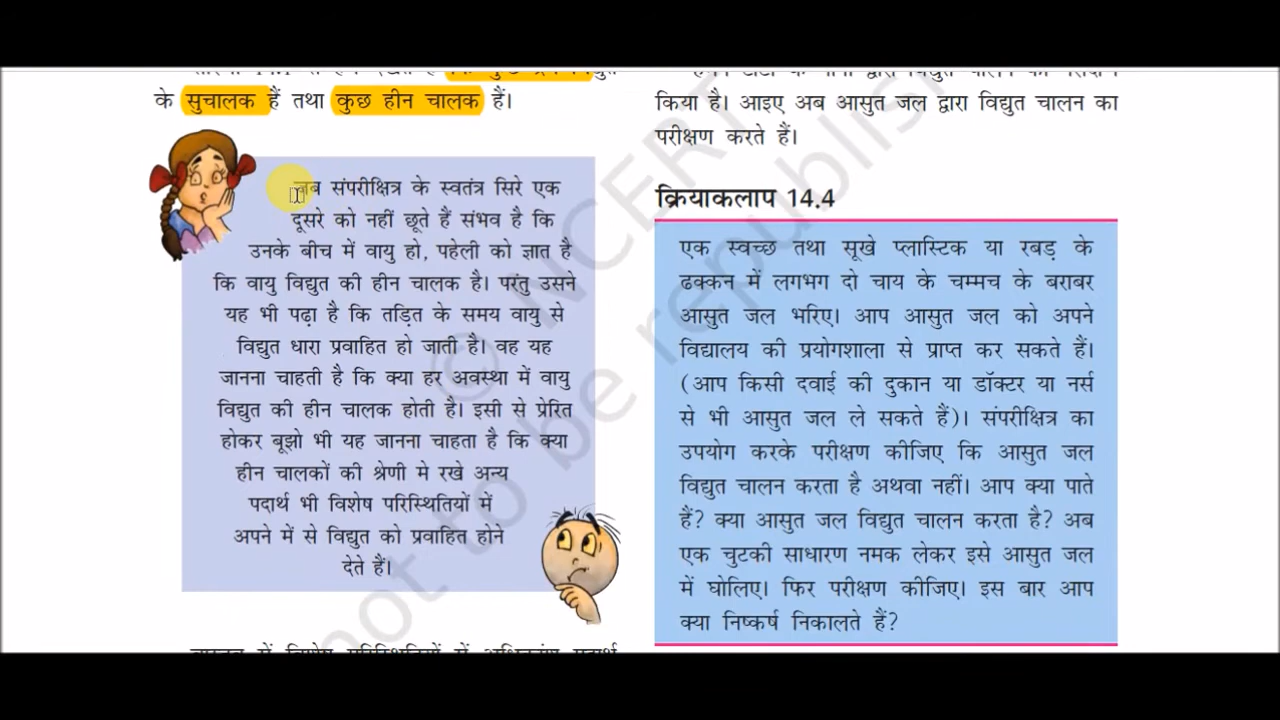 के सुचालक हैं तथा कुछ हीन चालक हैं।
जब संपरीक्षित्र के स्वतंत्र सिरे एक
दूसरे को नहीं छूते हैं संभव है कि
उनके बीच में वायु हो, पहेली को ज्ञात है
कि वायु विद्युत की हीन चालक है। परंतु उसने
यह भी पढ़ा है कि तड़ित के समय वायु से
विद्युत धारा प्रवाहित हो जाती है। वह यह
जानना चाहती है कि क्या हर अवस्था में वायु
विद्युत की हीन चालक होती है। इसी से प्रेरित
होकर बूझो भी यह जानना चाहता है कि क्या
हीन चालकों की श्रेणी मे रखे अन्य
पदार्थ भी विशेष परिस्थितियों में
अपने में से विद्युत को प्रवाहित होने
देते हैं।
किया है। आइए अब आसुत जल द्वारा विद्युत चालन का
परीक्षण करते हैं।
क्रियाकलाप 14.4
एक स्वच्छ तथा सूखे प्लास्टिक या रबड़ के
ढक्कन में लगभग दो चाय के चम्मच के बराबर
आसुत जल भरिए। आप आसुत जल को अपने
विद्यालय की प्रयोगशाला से प्राप्त कर सकते हैं।
(आप किसी दवाई की दुकान या डॉक्टर या नर्स
से भी आसुत जल ले सकते हैं)। संपरीक्षित्र का
उपयोग करके परीक्षण कीजिए कि आसुत जल
विद्युत चालन करता है अथवा नहीं। आप क्या पाते
हैं? क्या आसुत जल विद्युत चालन करता है? अब
एक चुटकी साधारण नमक लेकर इसे आसुत जल
में घोलिए। फिर परीक्षण कीजिए। इस बार आप
क्या निष्कर्ष निकालते हैं?
© NCERT
not to be republish